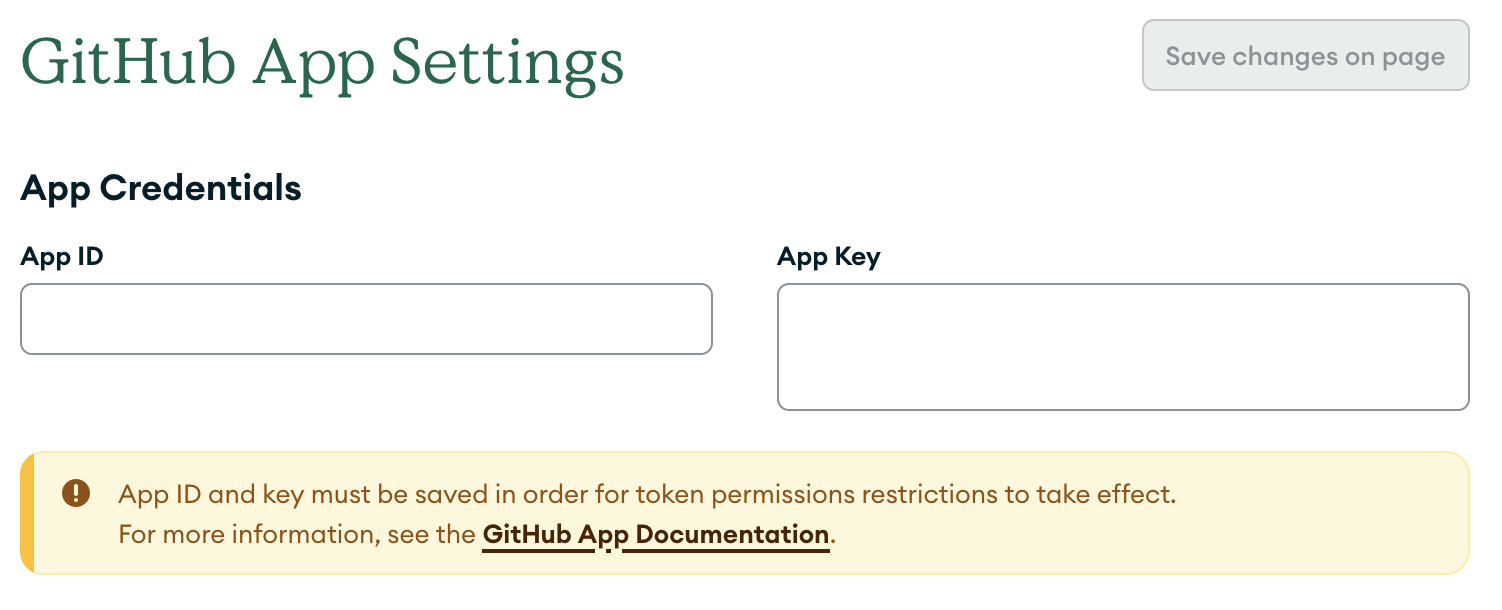 GitHub App Settings
Save changes on page
App Credentials
App ID
App Key
App ID and key must be saved in order for token permissions restrictions to take effect.
For more information, see the GitHub App Documentation.